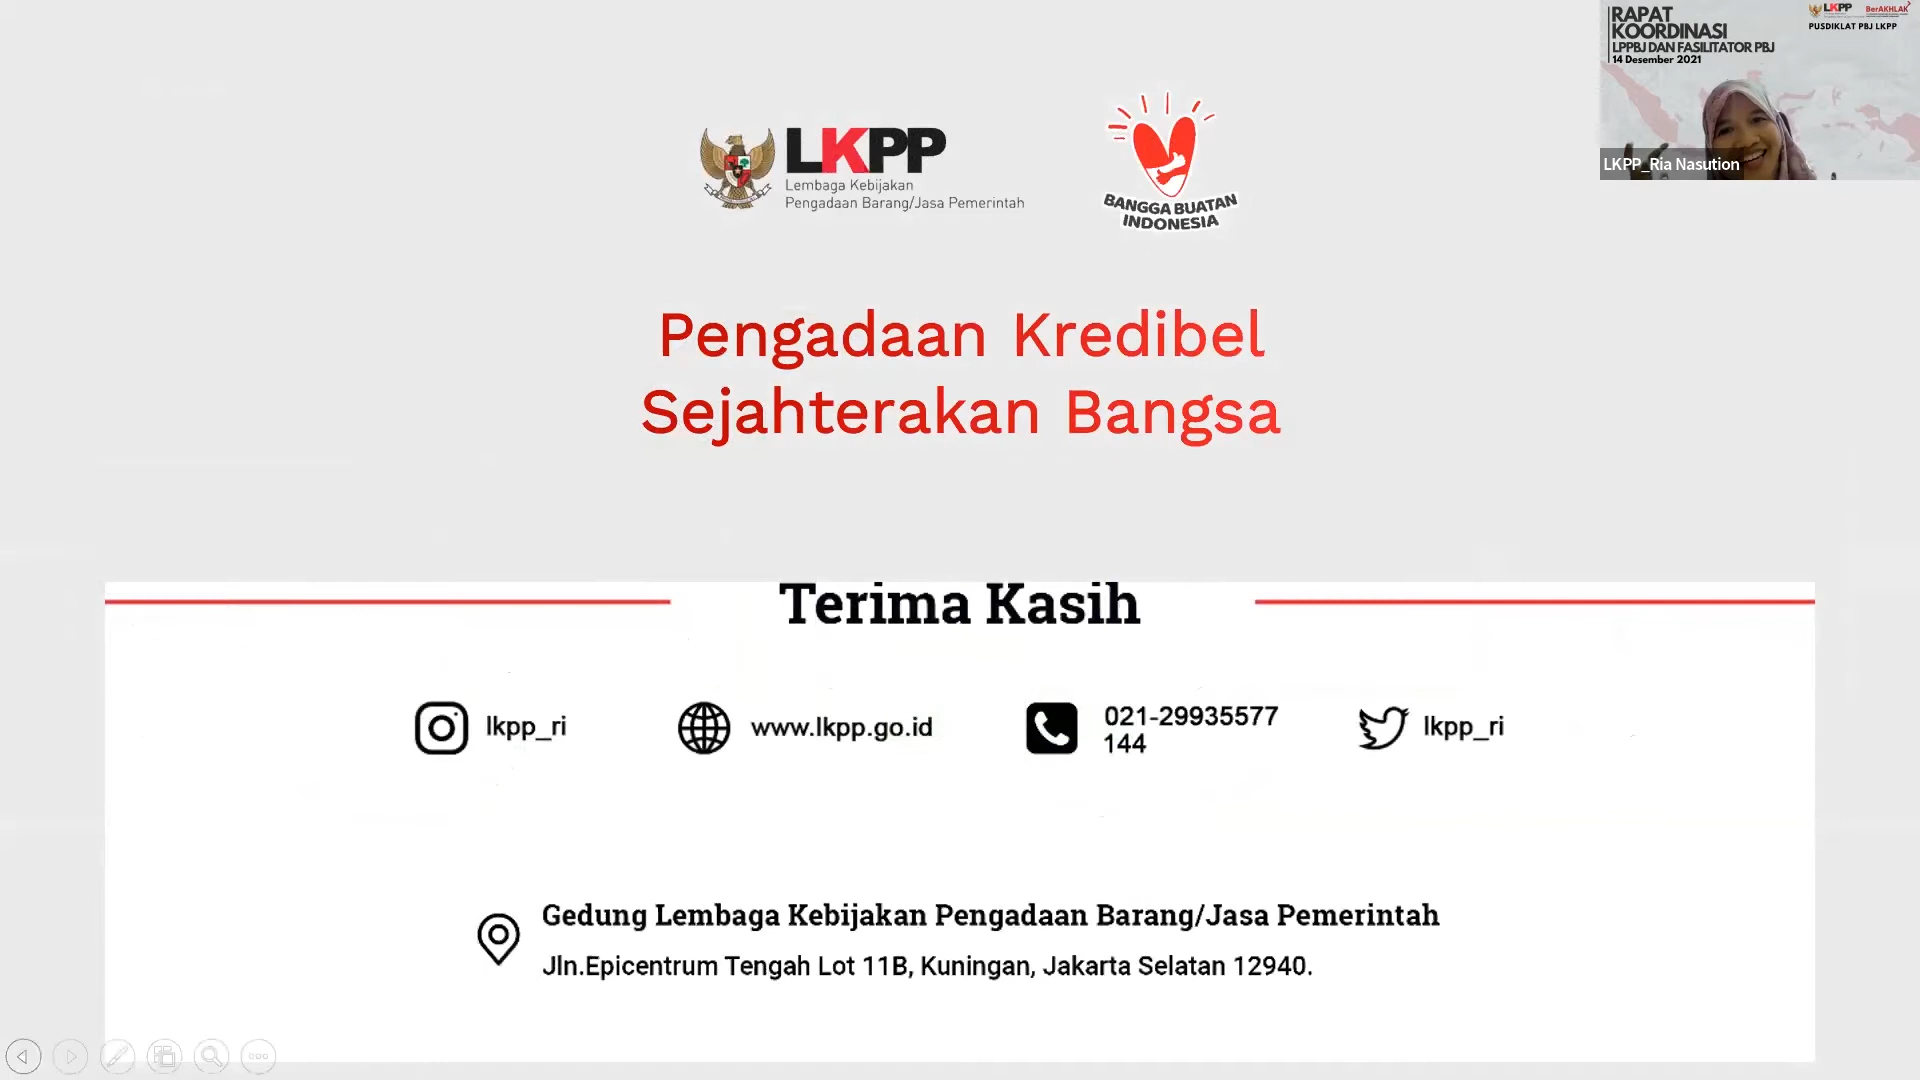 RAPAT
KOORDINASI
LPPBJ DAN FASILITATOR PBJ
14 Desember 2021
LKPP
BerAKHLAK
PUSDIKLAT PBJ LKPP
LKPP_Ria Nasution
LKPP
Lembaga Kebijakan
Pengadaan Barang/Jasa Pemerintah
BANGGA BUATAN
INDONESIA
Pengadaan Kredibel
Sejahterakan Bangsa
Terima Kasih
lkpp_ri
www.lkpp.go.id
021-29935577
144
lkpp_ri
Gedung Lembaga Kebijakan Pengadaan Barang/Jasa Pemerintah
Jln.Epicentrum Tengah Lot 11B, Kuningan, Jakarta Selatan 12940.